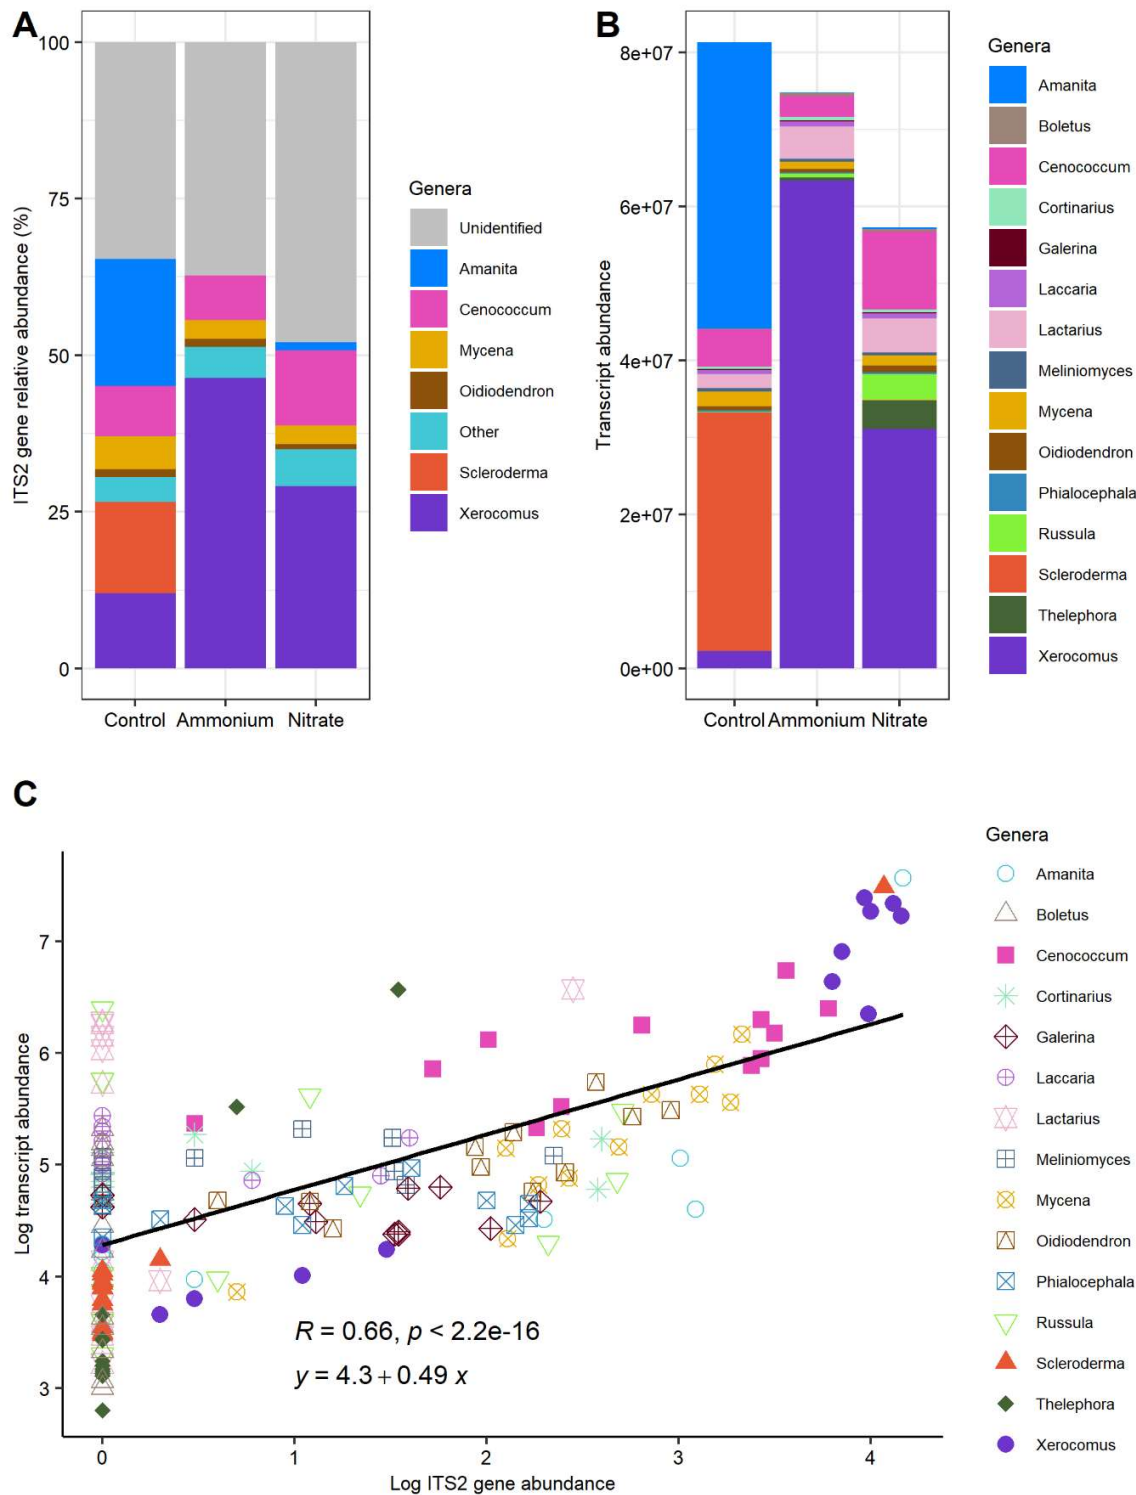 A
ITS2 gene relative abundance (%)
100
75
50
25
0
Control Ammonium Nitrate
Genera
Unidentified
Amanita
Cenococcum
Mycena
Oidiodendron
Other
Scleroderma
Xerocomus
B
Transcript abundance
8e+07
6e+07
4e+07
2e+07
0e+00
Control Ammonium Nitrate
Genera
Amanita
Boletus
Cenococcum
Cortinarius
Galerina
Laccaria
Lactarius
Meliniomyces
Mycena
Oidiodendron
Phialocephala
Russula
Scleroderma
Thelephora
Xerocomus
C
Log transcript abundance
7
6
5
4
3
R = 0.66, p < 2.2e-16
y = 4.3 + 0.49 x
0 1 2 3 4
Log ITS2 gene abundance
Genera
Amanita
Boletus
Cenococcum
Cortinarius
Galerina
Laccaria
Lactarius
Meliniomyces
Mycena
Oidiodendron
Phialocephala
Russula
Scleroderma
Thelephora
Xerocomus